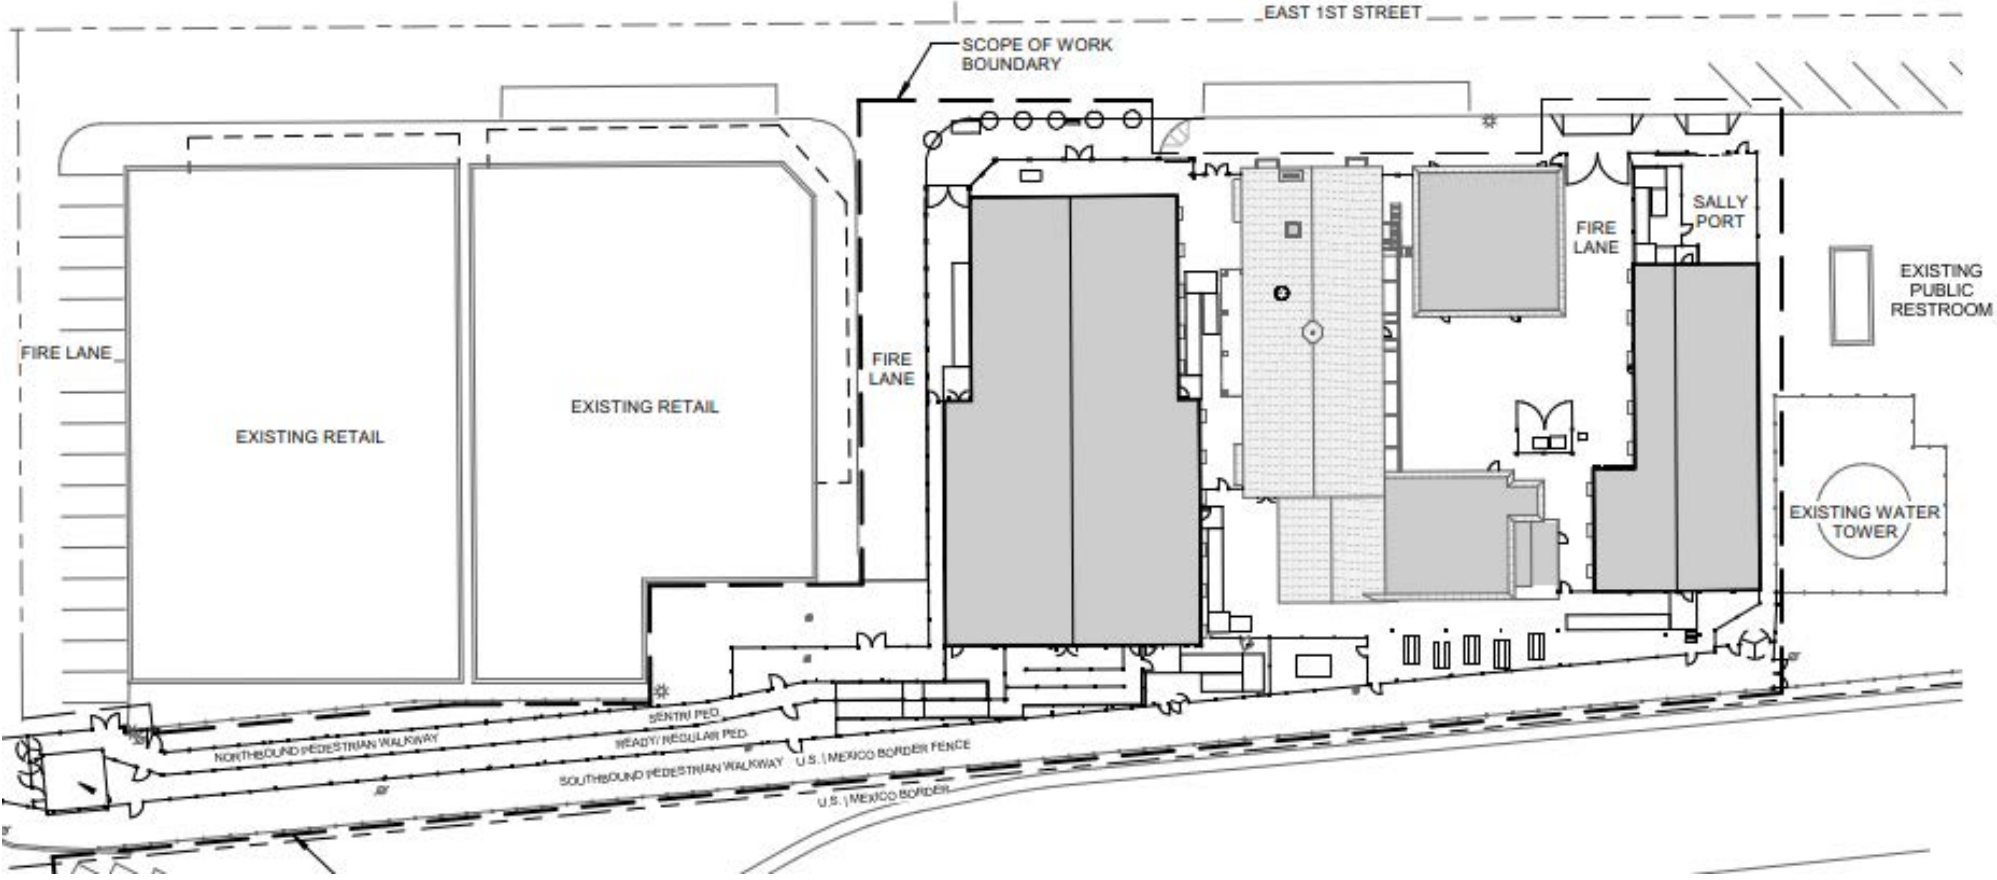 EAST 1ST STREET
SCOPE OF WORK
BOUNDARY
SALLY
PORT
FIRE
LANE
EXISTING
PUBLIC
RESTROOM
FIRE LANE
FIRE
LANE
EXISTING RETAIL
EXISTING RETAIL
EXISTING WATER
TOWER
SENTRI PED.
NORTHBOUND PEDESTRIAN WALKWAY
READY/ REGULAR PED.
SOUTHBOUND PEDESTRIAN WALKWAY
U.S. | MEXICO BORDER FENCE
U.S. | MEXICO BORDER